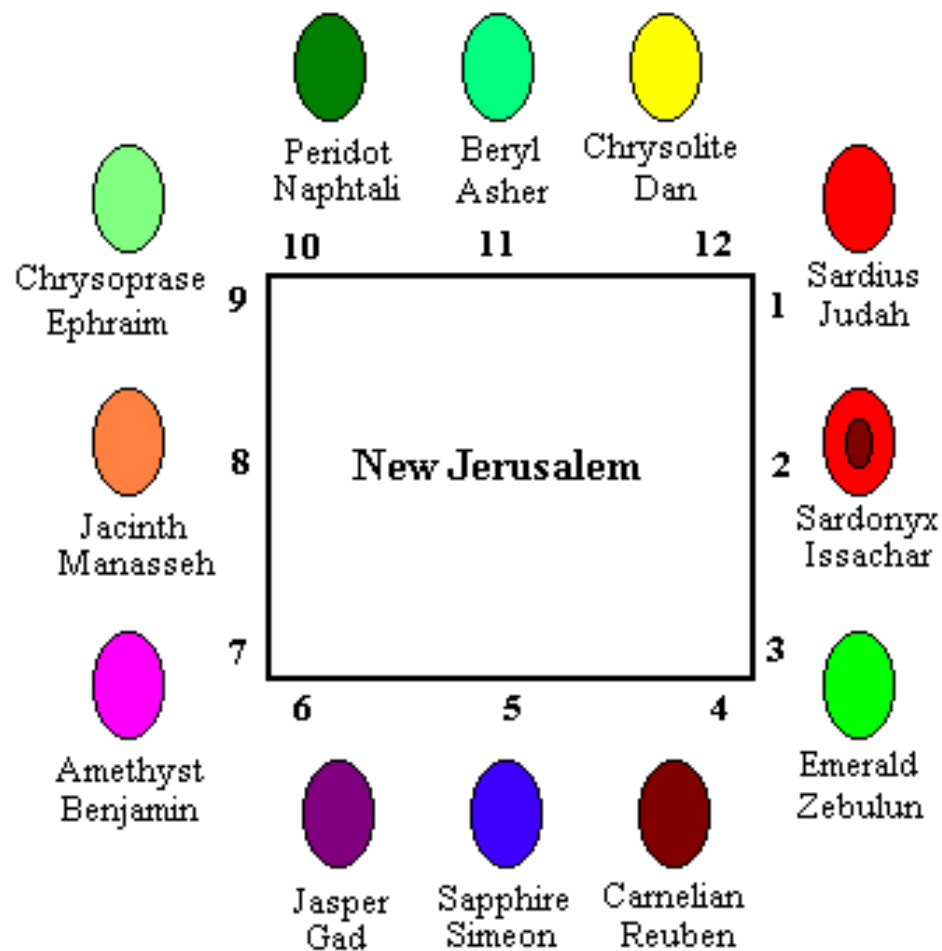 Peridot
Naphtali
Beryl
Asher
Chrysolite
Dan
Chrysoprase
Ephraim
Sardius
Judah
10
11
12
9
1
Jacinth
Manasseh
8
New Jerusalem
2
Sardonyx
Issachar
7
3
Amethyst
Benjamin
6
5
4
Emerald
Zebulun
Jasper
Gad
Sapphire
Simeon
Carnelian
Reuben